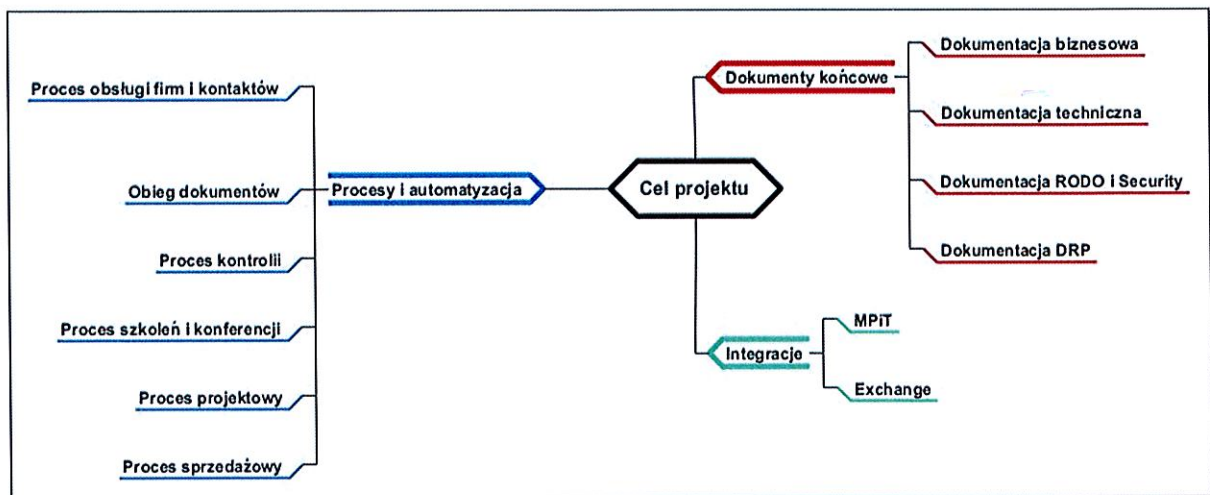 Proces obsługi firm i kontaktów
Obieg dokumentów
Proces kontrolii
Proces szkoleń i konferencji
Proces projektowy
Proces sprzedażowy
Procesy i automatyzacja
Cel projektu
Dokumenty końcowe
Dokumentacja biznesowa
Dokumentacja techniczna
Dokumentacja RODO i Security
Dokumentacja DRP
Integracje
MPiT
Exchange